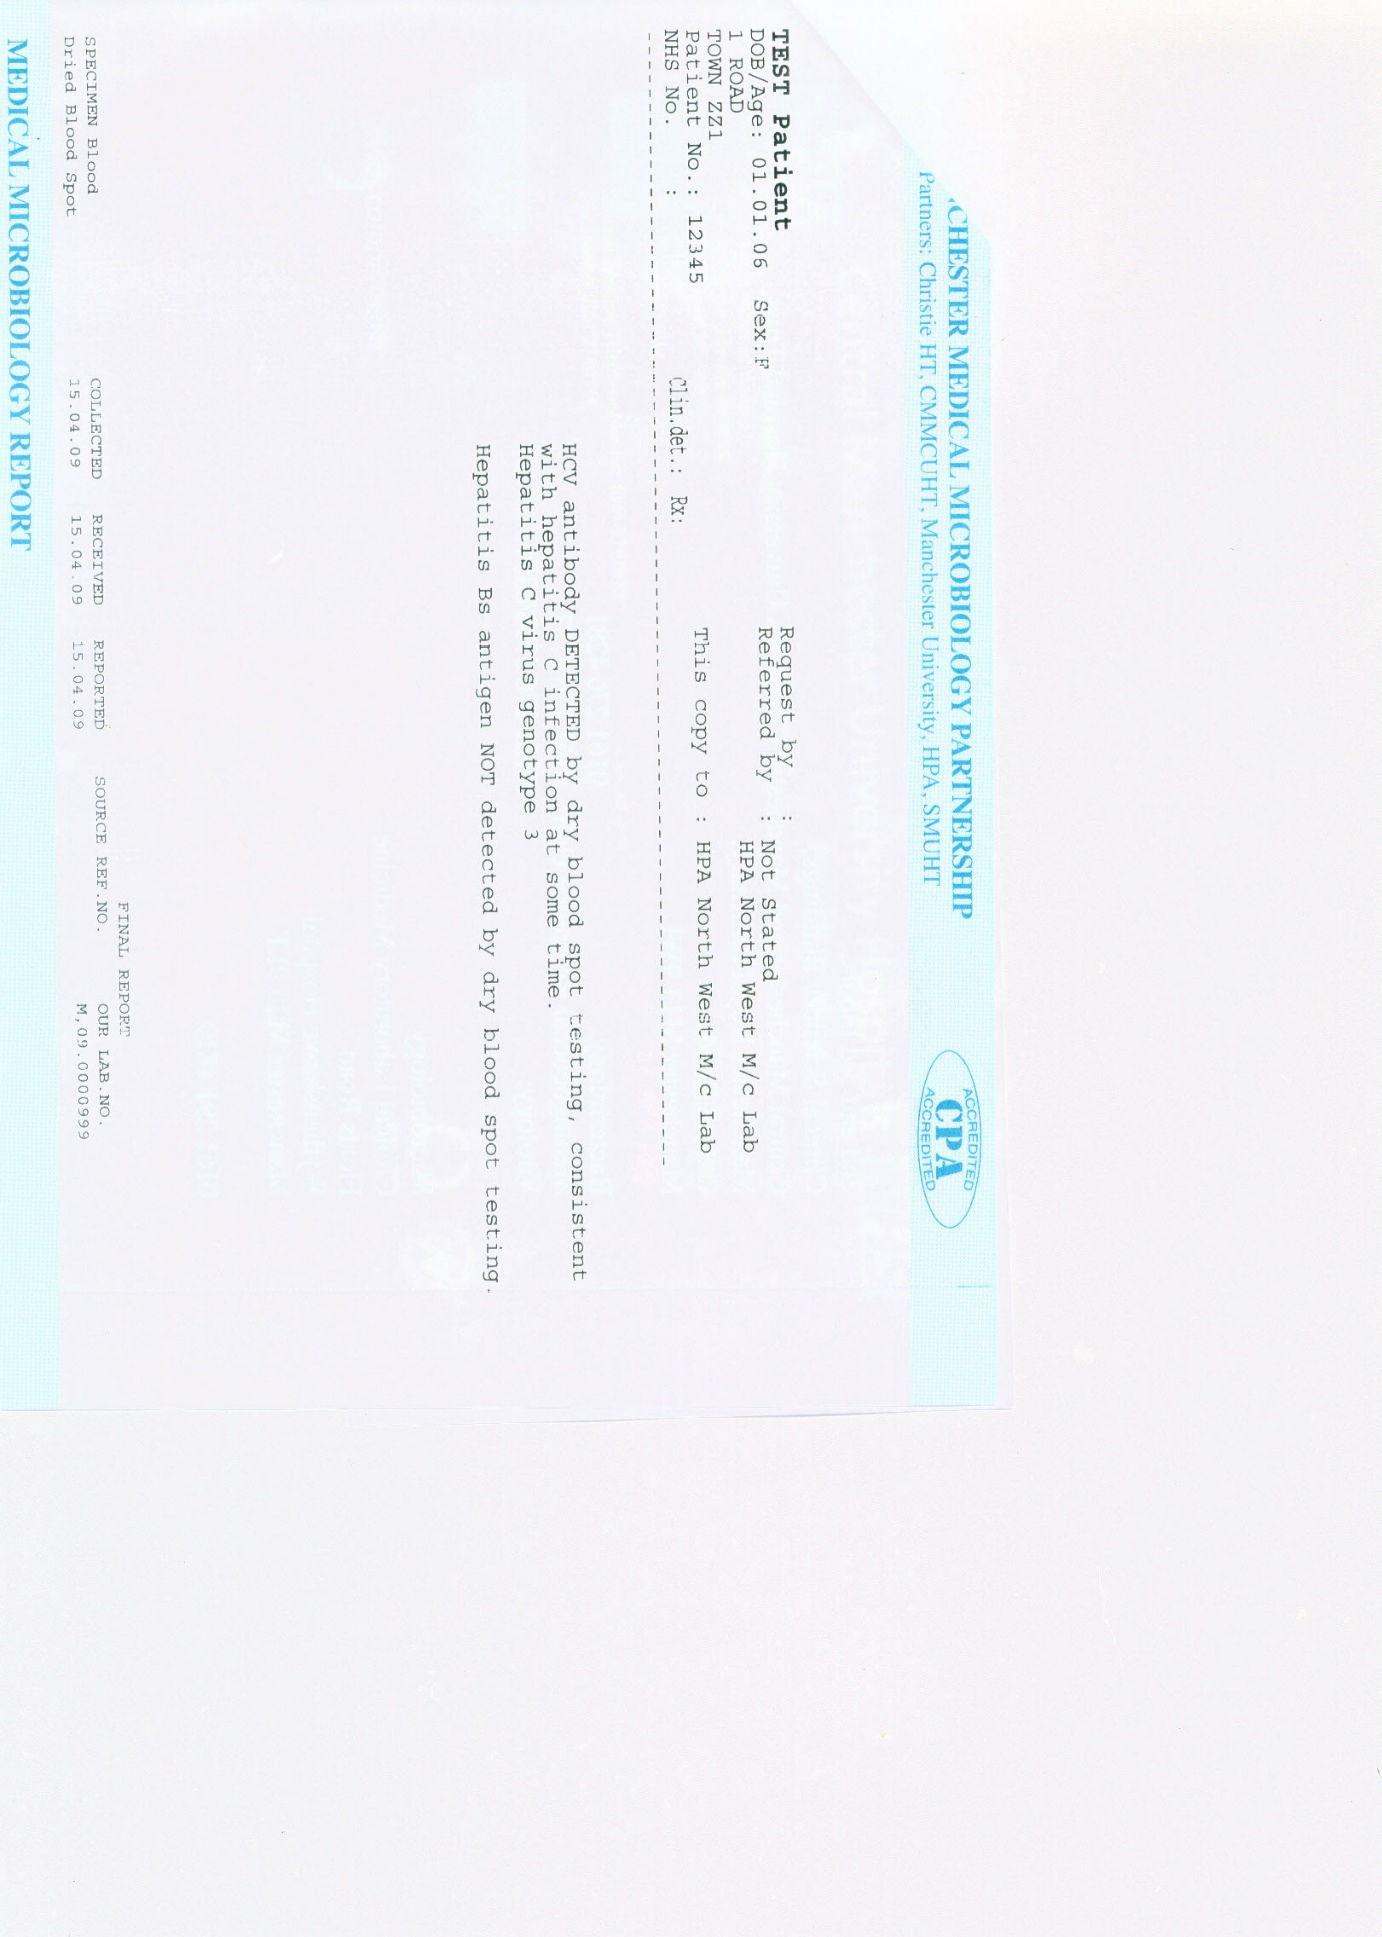 CHESTER MEDICAL MICROBIOLOGY PARTNERSHIP
Partners: Christie HT, CMMCUHT, Manchester University, HPA, SMUHT
ACCREDITED
CPA
ACCREDITED
TEST Patient
DOB/Age: 01.01.06 Sex:F
1 ROAD
TOWN ZZ1
Patient No.: 12345
NHS No. :
Request by :
Referred by : Not Stated
HPA North West M/c Lab
This copy to : HPA North West M/c Lab
Clin.det.: Rx:
HCV antibody DETECTED by dry blood spot testing, consistent
with hepatitis C infection at some time.
Hepatitis C virus genotype 3
Hepatitis Bs antigen NOT detected by dry blood spot testing.
FINAL REPORT
SPECIMEN Blood COLLECTED RECEIVED REPORTED SOURCE REF.NO. OUR LAB.NO.
Dried Blood Spot 15.04.09 15.04.09 15.04.09 M,09.0000999
MEDICAL MICROBIOLOGY REPORT